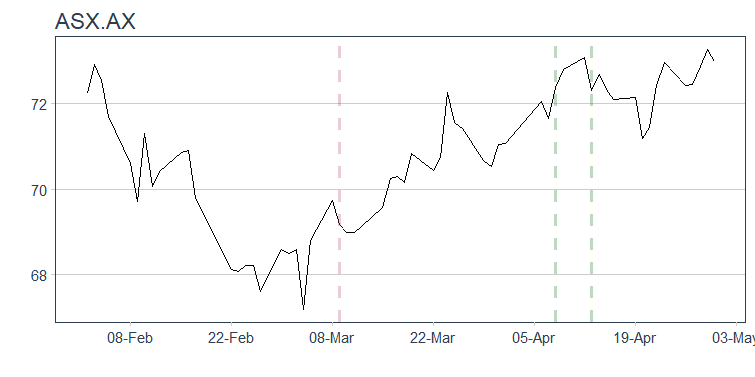 ASX.AX
72
70
68
08-Feb
22-Feb
08-Mar
22-Mar
05-Apr
19-Apr
03-May